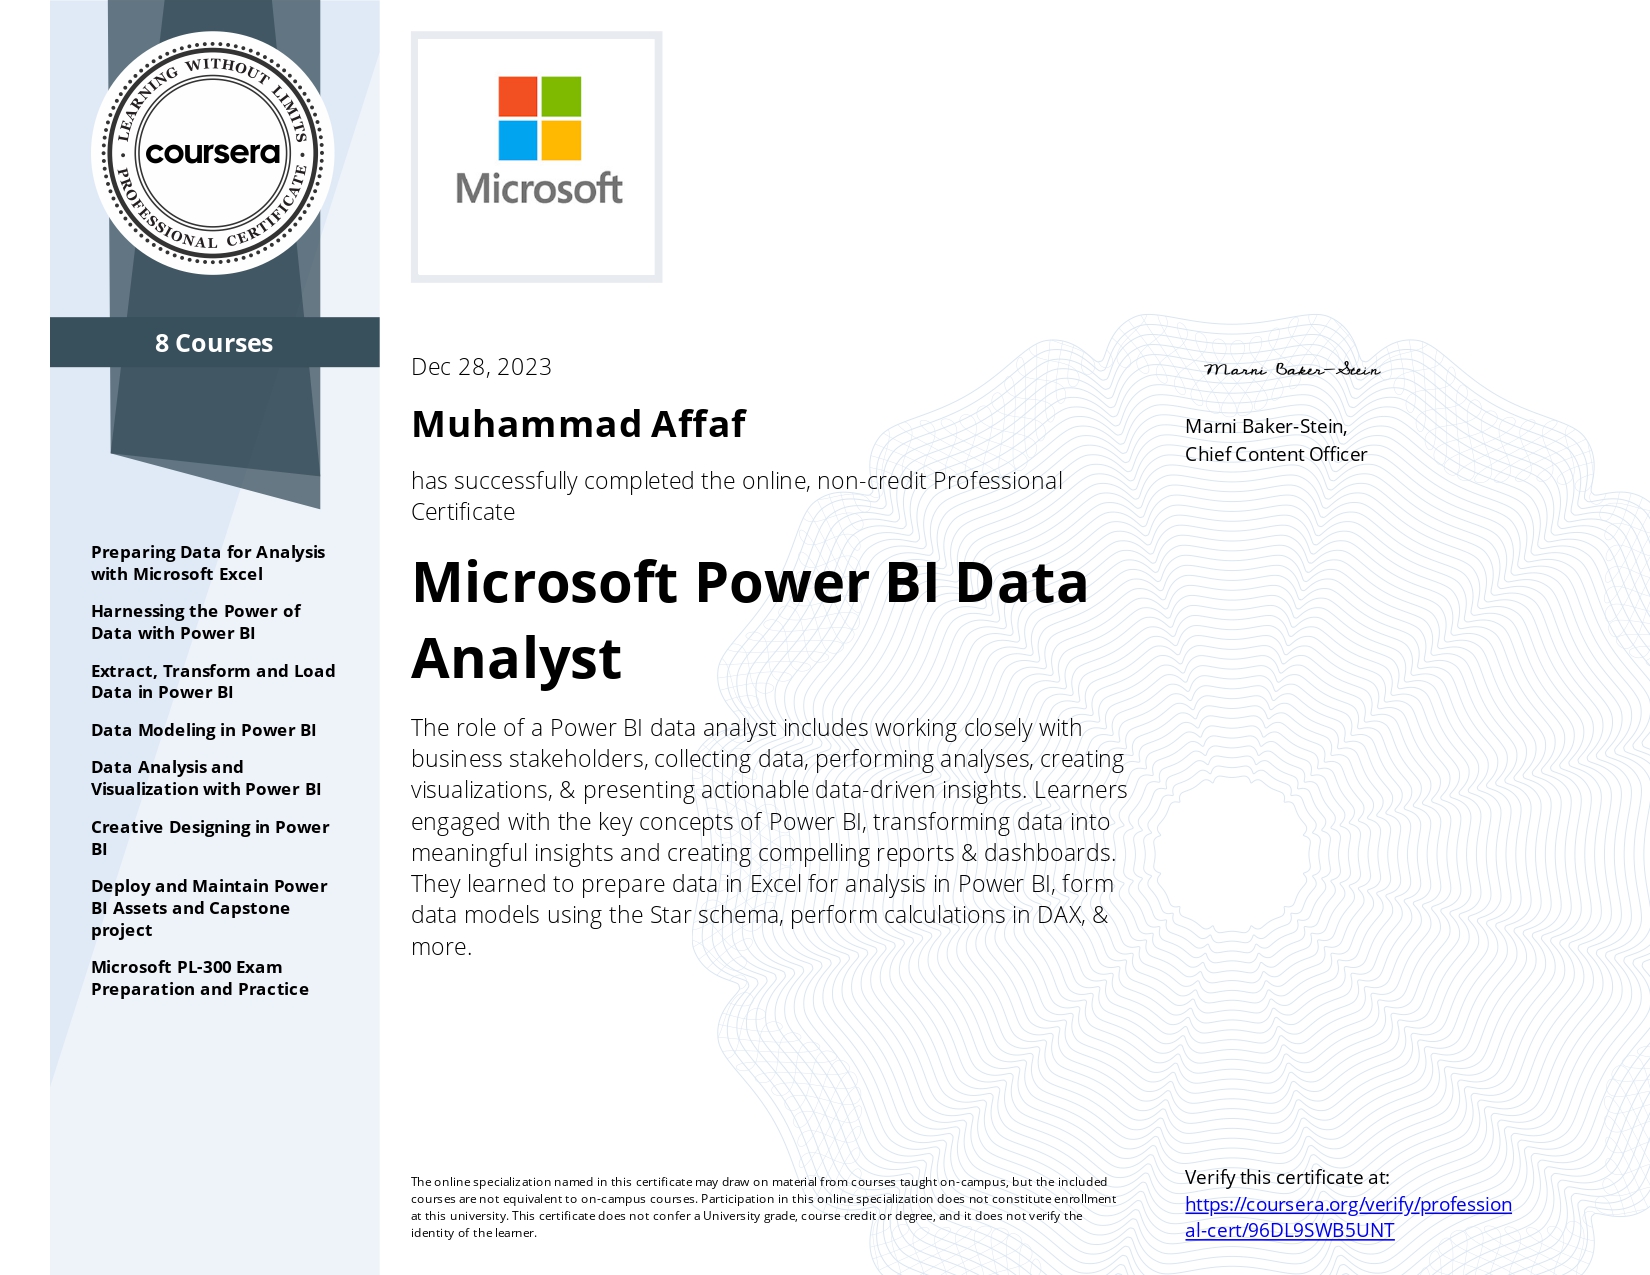 LEARNING WITHOUT LIMITS
coursera
PROFESSIONAL CERTIFICATE
8 Courses
Preparing Data for Analysis
with Microsoft Excel
Harnessing the Power of
Data with Power BI
Extract, Transform and Load
Data in Power BI
Data Modeling in Power BI
Data Analysis and
Visualization with Power BI
Creative Designing in Power
BI
Deploy and Maintain Power
BI Assets and Capstone
project
Microsoft PL-300 Exam
Preparation and Practice
Microsoft
Dec 28, 2023
Muhammad Affaf
has successfully completed the online, non-credit Professional
Certificate
Microsoft Power BI Data
Analyst
The role of a Power BI data analyst includes working closely with
business stakeholders, collecting data, performing analyses, creating
visualizations, & presenting actionable data-driven insights. Learners
engaged with the key concepts of Power BI, transforming data into
meaningful insights and creating compelling reports & dashboards.
They learned to prepare data in Excel for analysis in Power BI, form
data models using the Star schema, perform calculations in DAX, &
more.
The online specialization named in this certificate may draw on material from courses taught on-campus, but the included
courses are not equivalent to on-campus courses. Participation in this online specialization does not constitute enrollment
at this university. This certificate does not confer a University grade, course credit or degree, and it does not verify the
identity of the learner.
Marni Baker-Stein
Marni Baker-Stein,
Chief Content Officer
Verify this certificate at:
https://coursera.org/verify/profession
al-cert/96DL9SWB5UNT